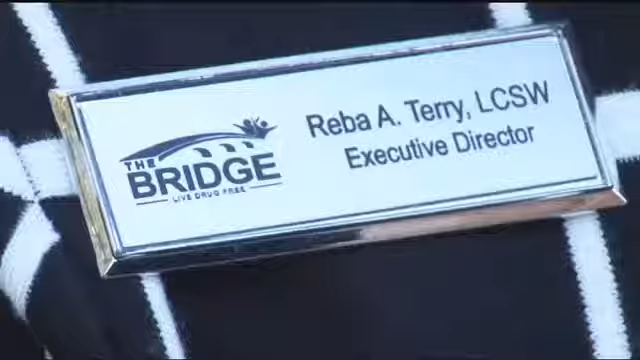 THE
BRIDGE
LIVE DRUG FREE
Reba A. Terry, LCSW
Executive Director